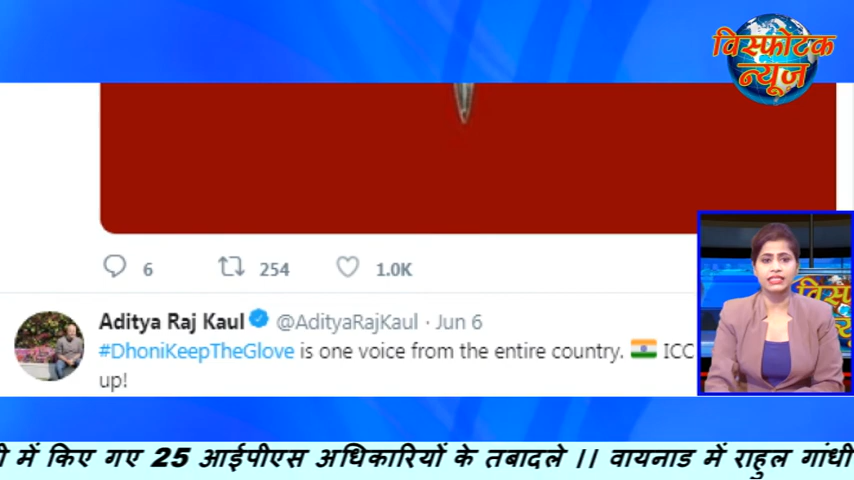 विस्फोटक
न्यूज
6 254 1.0K
Aditya Raj Kaul @AdityaRajKaul · Jun 6
#DhoniKeepTheGlove is one voice from the entire country. 🇮🇳 ICC
up!
में किए गए 25 आईपीएस अधिकारियों के तबादले // वायनाड में राहुल गांधी